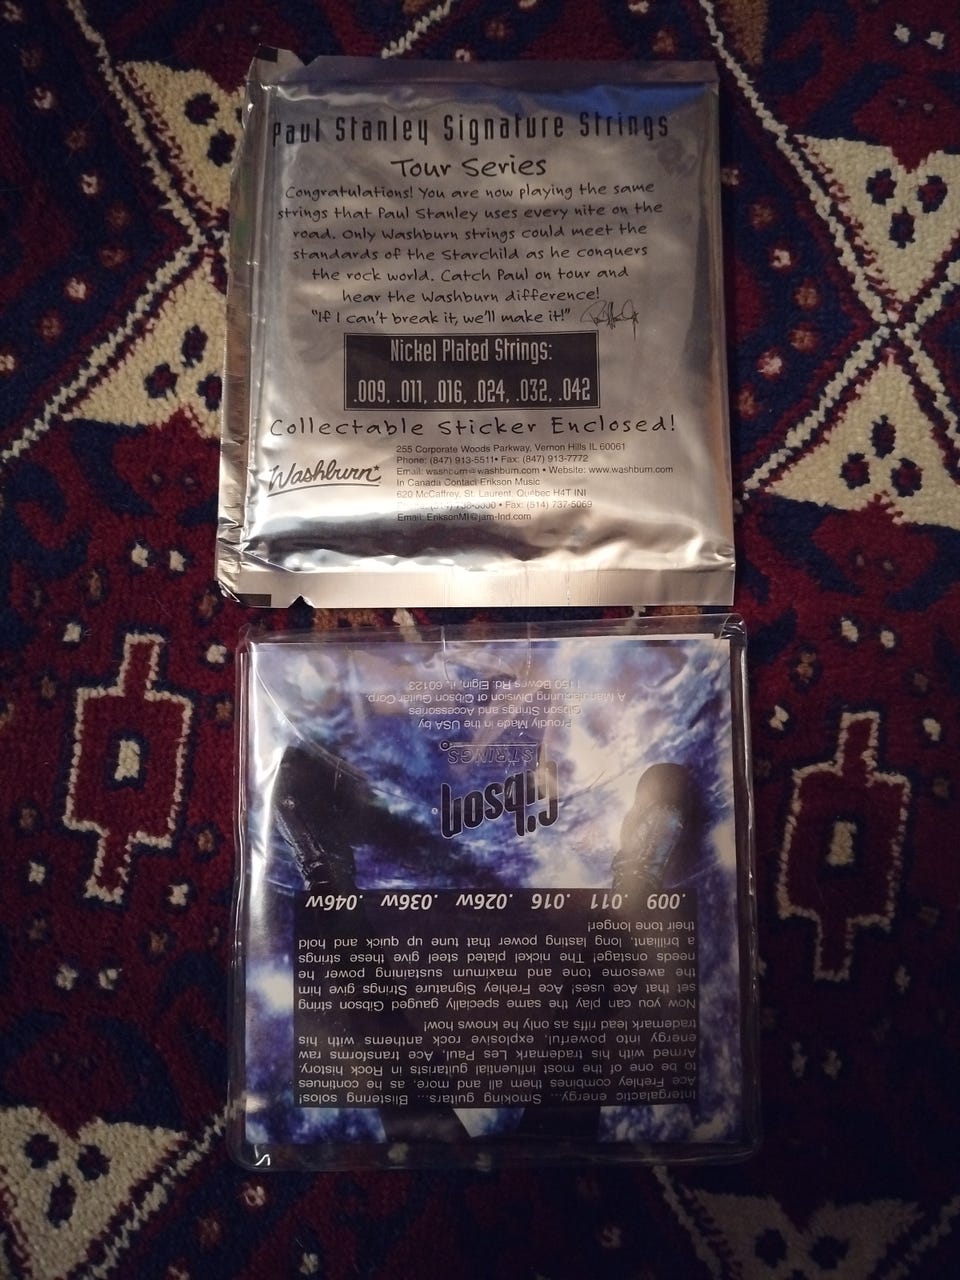 Paul Stanley Signature Strings
Tour Series
Congratulations! You are now playing the same
strings that Paul Stanley uses every nite on the
road. Only Washburn strings could meet the
standards of the Starchild as he conquers
the rock world. Catch Paul on tour and
hear the Washburn difference!
"If I can't break it, we'll make it!"
Nickel Plated Strings:
.009, .011, .016, .024, .032, .042
Collectable Sticker Enclosed!
Washburn
255 Corporate Woods Parkway, Vernon Hills IL 60061
Phone: (847) 913-5511 • Fax: (847) 913-7772
Email: washburn@washburn.com • Website: www.washburn.com
In Canada Contact Erikson Music
620 McCaffrey, St. Laurent, Quebec H4T INI
Fax: (514) 737-5069
Email: EriksonMI@jam-Ind.com
Intergalactic energy... Smoking guitars... Blistering solos!
Ace Frehley combines them all and more, as he continues
to be one of the most influential guitarists in Rock history.
Armed with his trademark Les Paul, Ace transforms raw
energy into powerful, explosive rock anthems with his
trademark lead riffs as only he knows how!
Now you can play the same specially gauged Gibson string
set that Ace uses! Ace Frehley Signature Strings give him
the awesome tone and maximum sustaining power he
needs onstage! The nickel plated steel give these strings
a brilliant, long lasting power that tune up quick and hold
their tone longer!
.009 .011 .016 .026w .036w .046w
Gibson
STRINGS
Proudly Made in the USA by
Gibson Strings and Accessories
A Manufacturing Division of Gibson Guitar Corp.
1150 Bowes Rd. Elgin, IL 60123